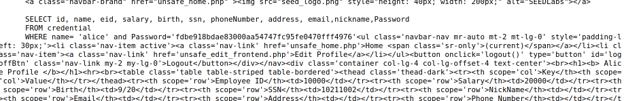 <a class="navbar-brand" href="unsafe_home.php" ><img src="seed_logo.png" style="height: 40px; width: 200px;" alt="SEEDLabs"></a>
SELECT id, name, eid, salary, birth, ssn, phoneNumber, address, email,nickname,Password
FROM credential
WHERE name= 'alice' and Password='fdbe918bdae83000aa54747fc95fe0470fff4976'<ul class='navbar-nav mr-auto mt-2 mt-lg-0' style='padding-l
eft: 30px;'><li class='nav-item active'><a class='nav-link' href='unsafe_home.php'>Home <span class='sr-only'>(current)</span></a></li><li c
lass='nav-item'><a class='nav-link' href='unsafe_edit_frontend.php'>Edit Profile</a></li></ul><button onclick='logout()' type='button' id='log
offBtn' class='nav-link my-2 my-lg-0'>Logout</button></div></nav><div class='container col-lg-4 col-lg-offset-4 text-center'><br><h1><b> Alic
e Profile </b></h1><hr><br><table class='table table-striped table-bordered'><thead class='thead-dark'><tr><th scope='col'>Key</th><th scope=
'col'>Value</th></tr></thead><tr><th scope='row'>Employee ID</th><td>10000</td></tr><tr><th scope='row'>Salary</th><td>20000</td></tr><tr><th
scope='row'>Birth</th><td>9/20</td></tr><tr><th scope='row'>SSN</th><td>10211002</td></tr><tr><th scope='row'>NickName</th><td></td></tr><tr
><th scope='row'>Email</th><td></td></tr><tr><th scope='row'>Address</th><td></td></tr><tr><th scope='row'>Phone Number</th><td></td></tr></t